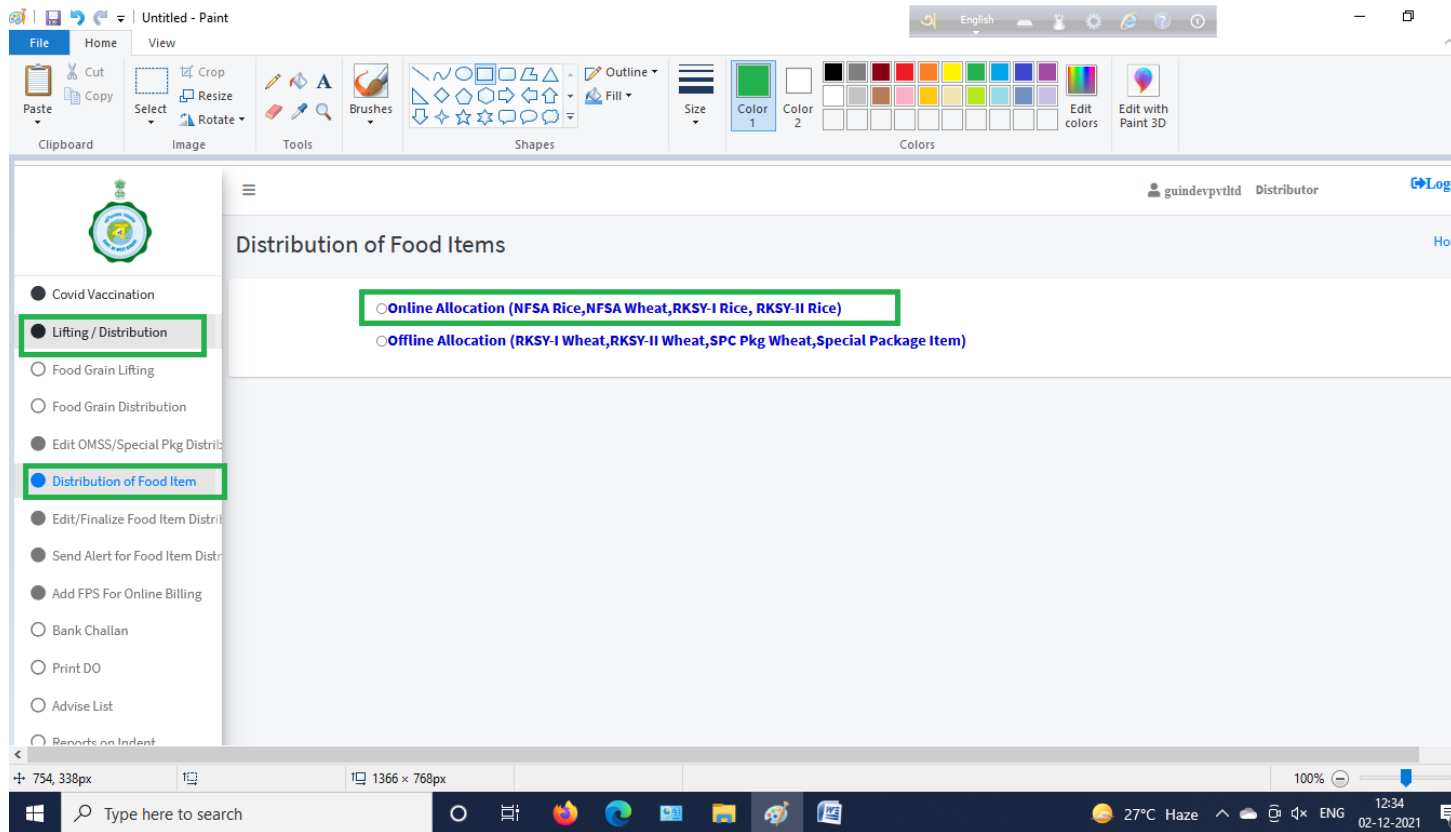 Untitled - Paint
English
File Home View
Cut
Copy
Paste
Clipboard
Crop
Resize
Rotate
Select
Image
A
Tools
Brushes
Outline
Fill
Shapes
Size
Color 1
Color 2
Edit colors
Colors
Edit with Paint 3D
guindevpvtltd Distributor
Log
Distribution of Food Items
Ho
Covid Vaccination
Lifting / Distribution
Food Grain Lifting
Food Grain Distribution
Edit OMSS/Special Pkg Distrib
Distribution of Food Item
Edit/Finalize Food Item Distrib
Send Alert for Food Item Distr
Add FPS For Online Billing
Bank Challan
Print DO
Advise List
Reports on Indent
Online Allocation (NFSA Rice,NFSA Wheat,RKSY-I Rice, RKSY-II Rice)
Offline Allocation (RKSY-I Wheat,RKSY-II Wheat,SPC Pkg Wheat,Special Package Item)
754, 338px
1366 × 768px
100%
Type here to search
27°C Haze
ENG
12:34
02-12-2021